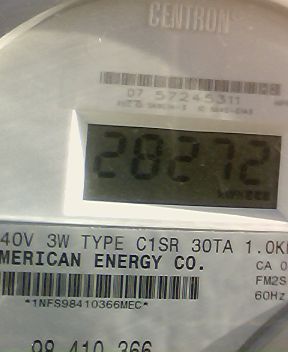 CENTRON
07 57245311
28272
40V 3W TYPE C1SR 30TA 1.0K
MERICAN ENERGY CO.
CA 0
FM2S
*1NFS98410366MEC*
60Hz
98 410 366